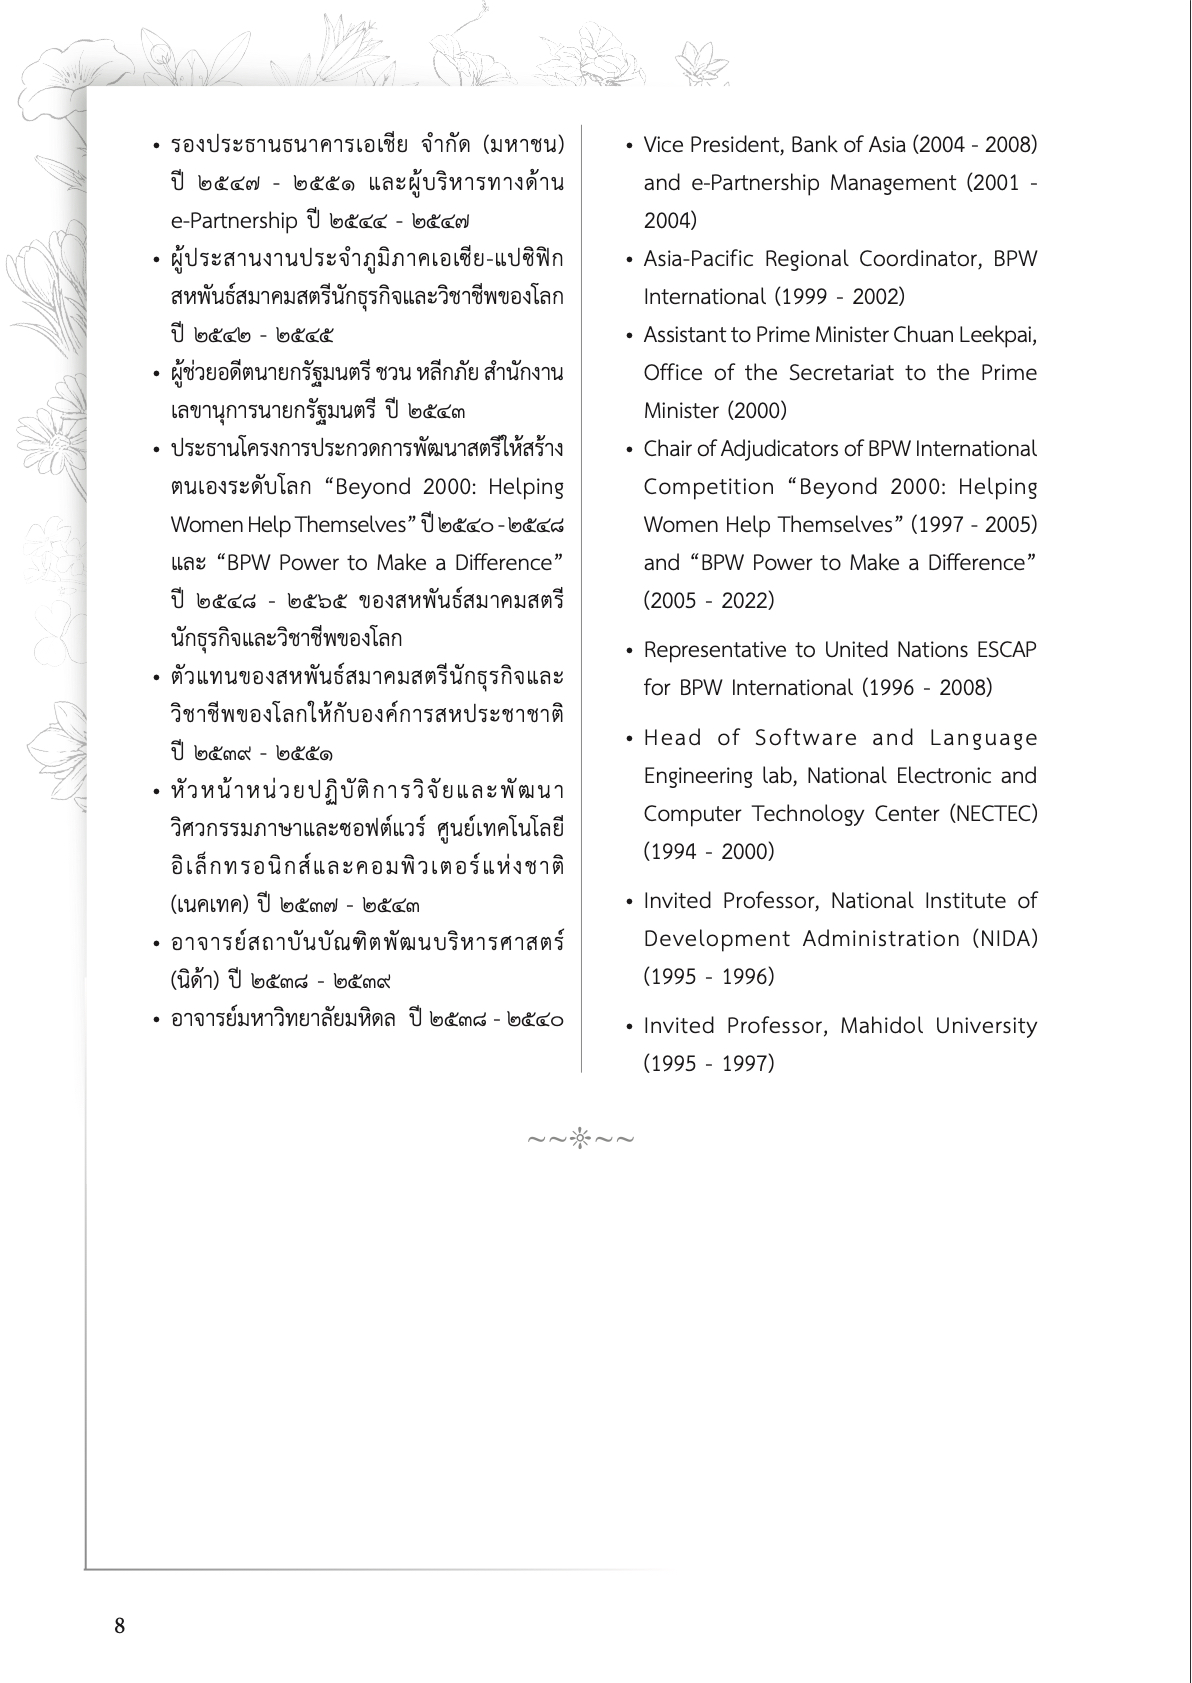 • รองประธานธนาคารเอเชีย จำกัด (มหาชน)
ปี ๒๕๔๗ - ๒๕๕๑ และผู้บริหารทางด้าน
e-Partnership ปี ๒๕๔๔ - ๒๕๔๗
• ผู้ประสานงานประจำภูมิภาคเอเชีย-แปซิฟิก
สหพันธ์สมาคมสตรีนักธุรกิจและวิชาชีพของโลก
ปี ๒๕๔๒ - ๒๕๔๕
• ผู้ช่วยอดีตนายกรัฐมนตรี ชวน หลีกภัย สำนักงาน
เลขานุการนายกรัฐมนตรี ปี ๒๕๔๓
• ประธานโครงการประกวดการพัฒนาสตรีให้สร้าง
ตนเองระดับโลก “Beyond 2000: Helping
Women Help Themselves” ปี ๒๕๔๐ - ๒๕๔๘
และ “BPW Power to Make a Difference”
ปี ๒๕๔๘ - ๒๕๖๕ ของสหพันธ์สมาคมสตรี
นักธุรกิจและวิชาชีพของโลก
• ตัวแทนของสหพันธ์สมาคมสตรีนักธุรกิจและ
วิชาชีพของโลกให้กับองค์การสหประชาชาติ
ปี ๒๕๓๙ - ๒๕๕๑
• หัวหน้าหน่วยปฏิบัติการวิจัยและพัฒนา
วิศวกรรมภาษาและซอฟต์แวร์ ศูนย์เทคโนโลยี
อิเล็กทรอนิกส์และคอมพิวเตอร์แห่งชาติ
(เนคเทค) ปี ๒๕๓๗ - ๒๕๔๓
• อาจารย์สถาบันบัณฑิตพัฒนบริหารศาสตร์
(นิด้า) ปี ๒๕๓๘ - ๒๕๓๙
• อาจารย์มหาวิทยาลัยมหิดล ปี ๒๕๓๘ - ๒๕๔๐
• Vice President, Bank of Asia (2004 - 2008)
and e-Partnership Management (2001 -
2004)
• Asia-Pacific Regional Coordinator, BPW
International (1999 - 2002)
• Assistant to Prime Minister Chuan Leekpai,
Office of the Secretariat to the Prime
Minister (2000)
• Chair of Adjudicators of BPW International
Competition “Beyond 2000: Helping
Women Help Themselves” (1997 - 2005)
and “BPW Power to Make a Difference”
(2005 - 2022)
• Representative to United Nations ESCAP
for BPW International (1996 - 2008)
• Head of Software and Language
Engineering lab, National Electronic and
Computer Technology Center (NECTEC)
(1994 - 2000)
• Invited Professor, National Institute of
Development Administration (NIDA)
(1995 - 1996)
• Invited Professor, Mahidol University
(1995 - 1997)
8